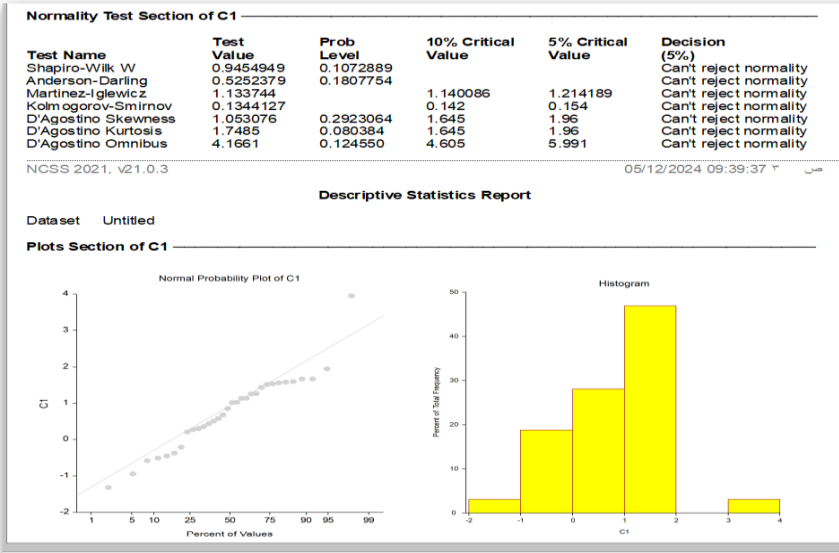 Normality Test Section of C1
Test Prob 10% Critical 5% Critical Decision
Test Name Value Level Value Value (5%)
Shapiro-Wilk W 0.9454949 0.1072889 Can't reject normality
Anderson-Darling 0.5252379 0.1807754 Can't reject normality
Martinez-Iglewicz 1.133744 1.140086 1.214189 Can't reject normality
Kolmogorov-Smirnov 0.1344127 0.142 0.154 Can't reject normality
D'Agostino Skewness 1.053076 0.2923064 1.645 1.96 Can't reject normality
D'Agostino Kurtosis 1.7485 0.080384 1.645 1.96 Can't reject normality
D'Agostino Omnibus 4.1661 0.124550 4.605 5.991 Can't reject normality
NCSS 2021, v21.0.3 05/12/2024 09:39:37 ٣ ص
Descriptive Statistics Report
Dataset Untitled
Plots Section of C1
Normal Probability Plot of C1
4
3
2
1
0
-1
-2
C1
1 5 10 25 50 75 90 95 99
Percent of Values
Histogram
50
40
30
20
10
0
Percent of Total Frequency
-2 -1 0 1 2 3 4
C1